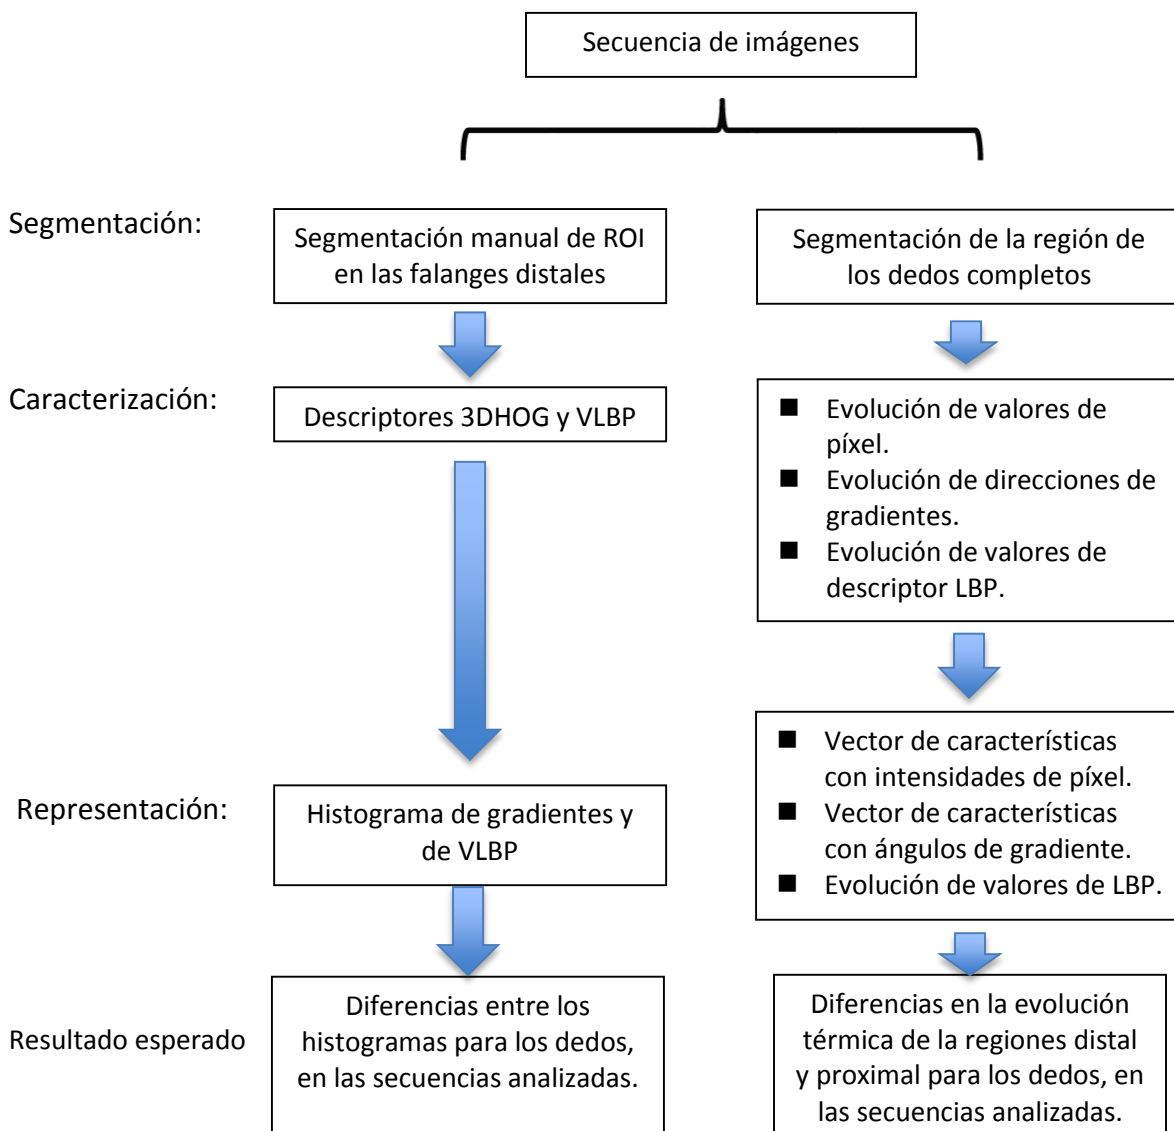 Secuencia de imágenes
Segmentación:
Segmentación manual de ROI
en las falanges distales
Segmentación de la región de
los dedos completos
Caracterización:
Descriptores 3DHOG y VLBP
■ Evolución de valores de
píxel.
■ Evolución de direcciones de
gradientes.
■ Evolución de valores de
descriptor LBP.
Representación:
Histograma de gradientes y
de VLBP
■ Vector de características
con intensidades de píxel.
■ Vector de características
con ángulos de gradiente.
■ Evolución de valores de LBP.
Resultado esperado
Diferencias entre los
histogramas para los dedos,
en las secuencias analizadas.
Diferencias en la evolución
térmica de la regiones distal
y proximal para los dedos, en
las secuencias analizadas.